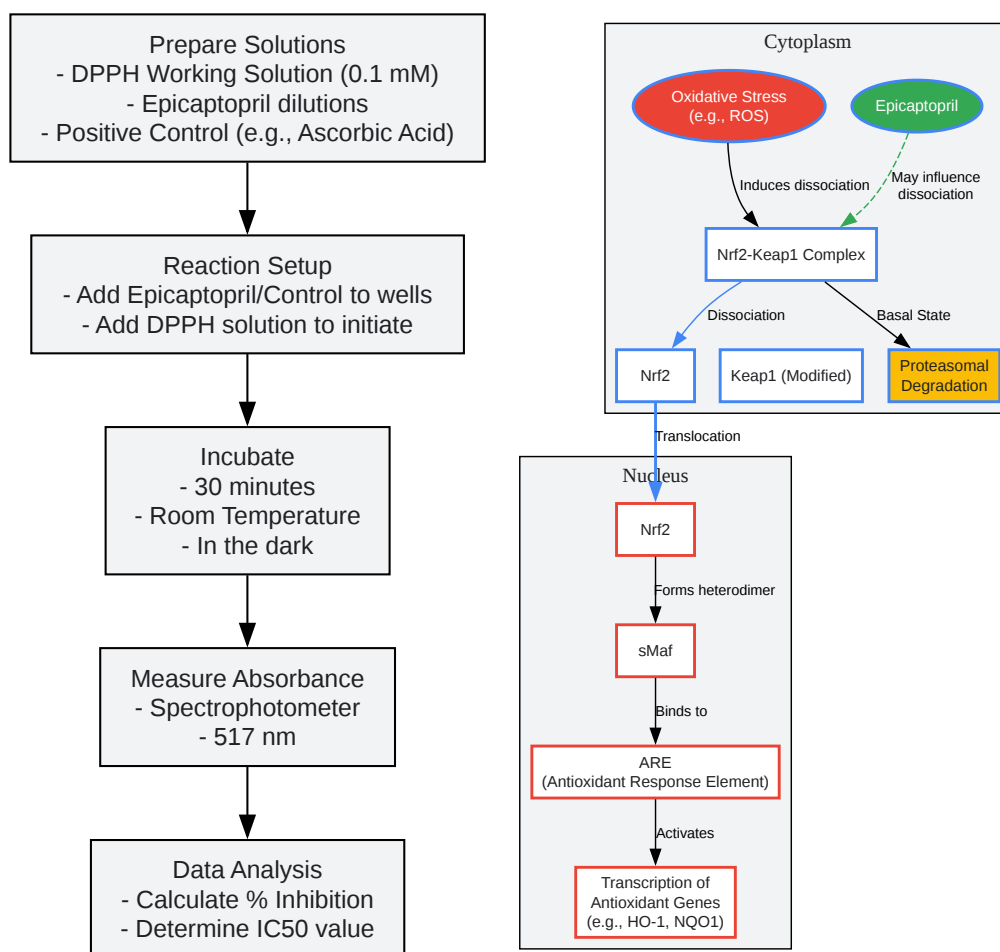 Prepare Solutions
- DPPH Working Solution (0.1 mM)
- Epicaptopril dilutions
- Positive Control (e.g., Ascorbic Acid)
Reaction Setup
- Add Epicaptopril/Control to wells
- Add DPPH solution to initiate
Incubate
- 30 minutes
- Room Temperature
- In the dark
Measure Absorbance
- Spectrophotometer
- 517 nm
Data Analysis
- Calculate % Inhibition
- Determine IC50 value
Cytoplasm
Oxidative Stress
(e.g., ROS)
Epicaptopril
Induces dissociation
May influence
dissociation
Nrf2-Keap1 Complex
Dissociation
Basal State
Nrf2
Keap1 (Modified)
Proteasomal
Degradation
Translocation
Nucleus
Nrf2
Forms heterodimer
sMaf
Binds to
ARE
(Antioxidant Response Element)
Activates
Transcription of
Antioxidant Genes
(e.g., HO-1, NQO1)